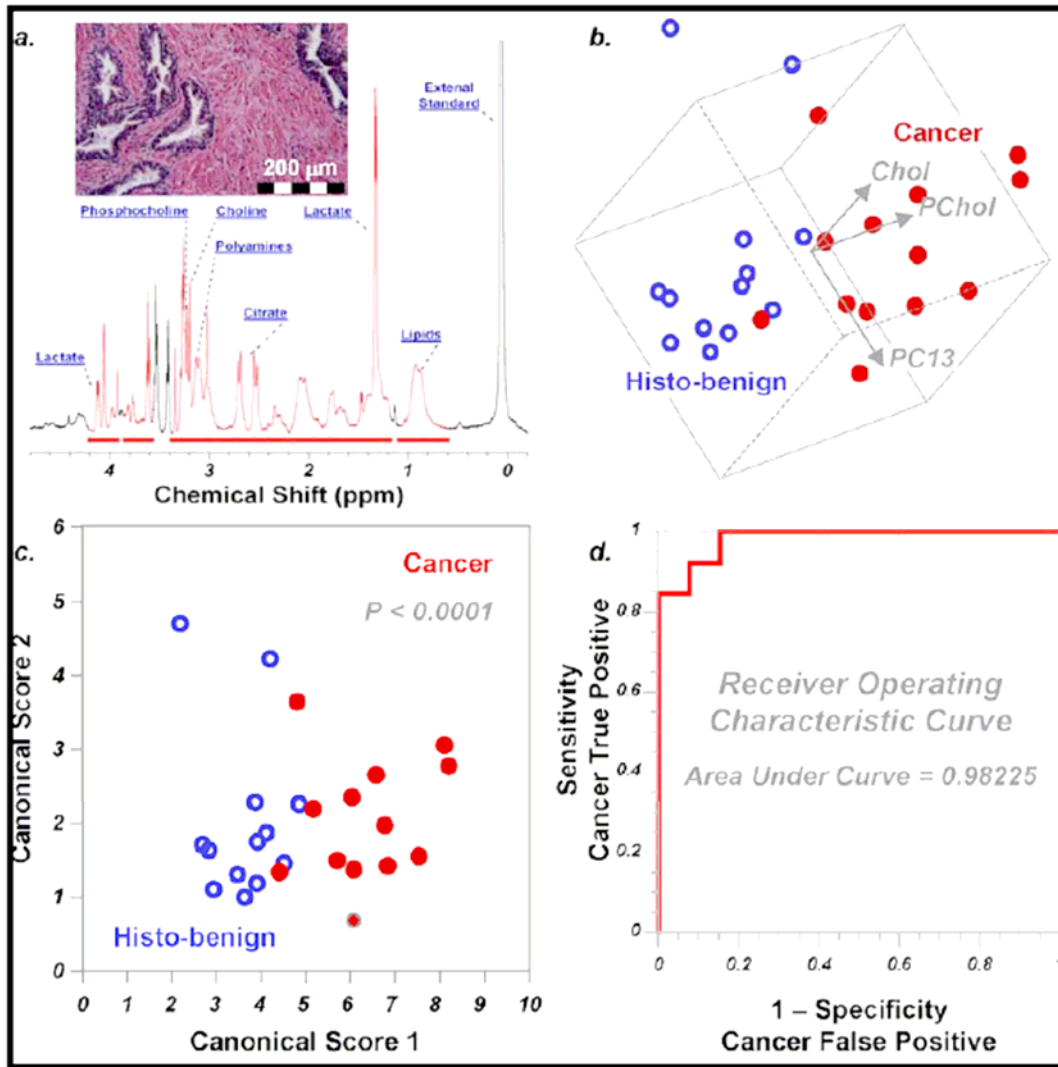 a.
200 µm
Extenal
Standard
Phosphocholine
Choline
Lactate
Polyamines
Citrate
Lipids
Lactate
4 3 2 1 0
Chemical Shift (ppm)
b.
Cancer
Chol
PChol
PC13
Histo-benign
c.
6
5
4
3
2
1
0
Canonical Score 2
Cancer
P < 0.0001
Histo-benign
0 1 2 3 4 5 6 7 8 9 10
Canonical Score 1
d.
1
0.8
0.6
0.4
0.2
0
Sensitivity
Cancer True Positive
Receiver Operating
Characteristic Curve
Area Under Curve = 0.98225
0 0.2 0.4 0.6 0.8 1
1 – Specificity
Cancer False Positive